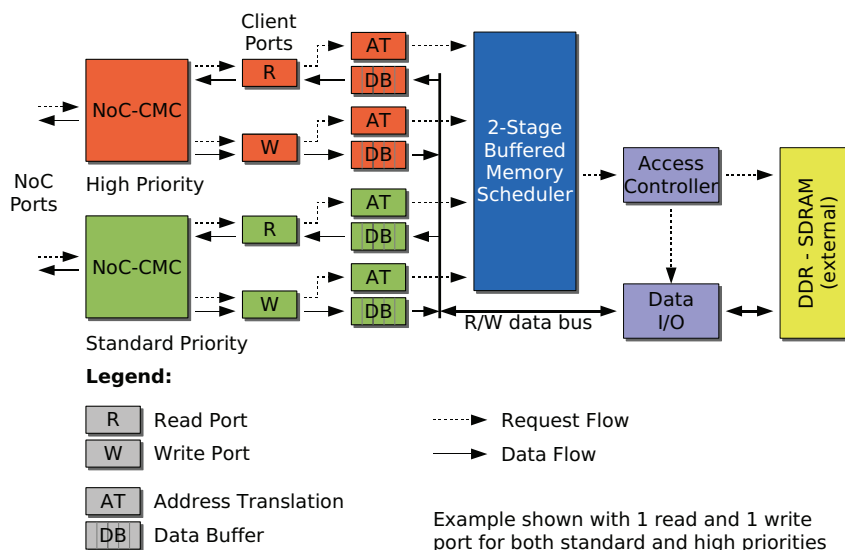 Client
Ports
AT
R
DB
NoC-CMC
AT
W
DB
High Priority
NoC
Ports
AT
R
DB
NoC-CMC
AT
W
DB
Standard Priority
2-Stage
Buffered
Memory
Scheduler
Access
Controller
Data
I/O
R/W data bus
DDR - SDRAM
(external)
Legend:
R Read Port
W Write Port
AT Address Translation
DB Data Buffer
Request Flow
Data Flow
Example shown with 1 read and 1 write
port for both standard and high priorities